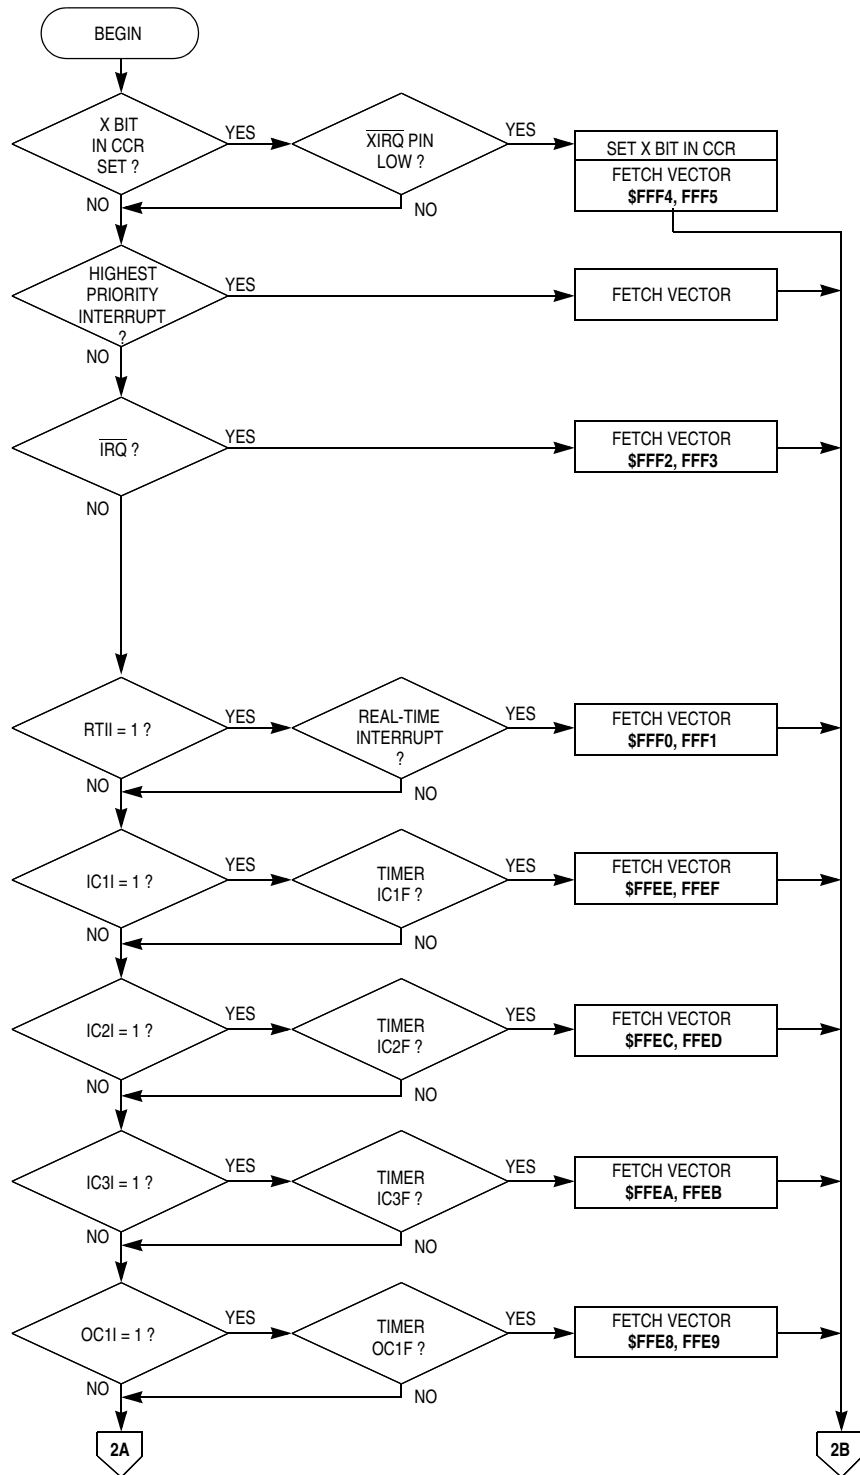 BEGIN
X BIT
IN CCR
SET ?
YES
XIRQ PIN
LOW ?
YES
SET X BIT IN CCR
FETCH VECTOR
$FFF4, FFF5
NO
NO
HIGHEST
PRIORITY
INTERRUPT
?
YES
FETCH VECTOR
NO
IRQ ?
YES
FETCH VECTOR
$FFF2, FFF3
NO
RTII = 1 ?
YES
REAL-TIME
INTERRUPT
?
YES
FETCH VECTOR
$FFF0, FFF1
NO
NO
IC1I = 1 ?
YES
TIMER
IC1F ?
YES
FETCH VECTOR
$FFEE, FFEF
NO
NO
IC2I = 1 ?
YES
TIMER
IC2F ?
YES
FETCH VECTOR
$FFEC, FFED
NO
NO
IC3I = 1 ?
YES
TIMER
IC3F ?
YES
FETCH VECTOR
$FFEA, FFEB
NO
NO
OC1I = 1 ?
YES
TIMER
OC1F ?
YES
FETCH VECTOR
$FFE8, FFE9
NO
NO
2A
2B